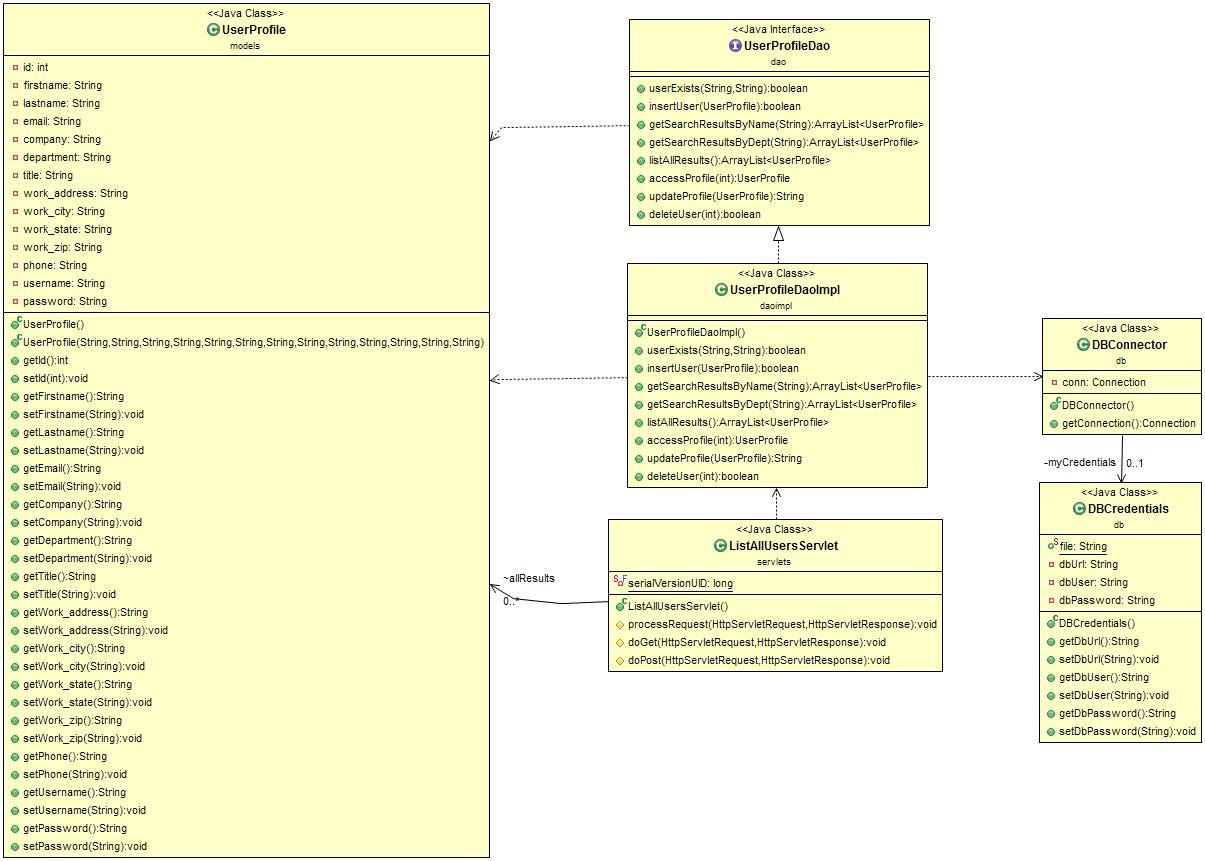 <<Java Class>>
UserProfile
models
id: int
firstname: String
lastname: String
email: String
company: String
department: String
title: String
work_address: String
work_city: String
work_state: String
work_zip: String
phone: String
username: String
password: String
UserProfile()
UserProfile(String,String,String,String,String,String,String,String,String,String,String,String,String)
getId():int
setId(int):void
getFirstname():String
setFirstname(String):void
getLastname():String
setLastname(String):void
getEmail():String
setEmail(String):void
getCompany():String
setCompany(String):void
getDepartment():String
setDepartment(String):void
getTitle():String
setTitle(String):void
getWork_address():String
setWork_address(String):void
getWork_city():String
setWork_city(String):void
getWork_state():String
setWork_state(String):void
getWork_zip():String
setWork_zip(String):void
getPhone():String
setPhone(String):void
getUsername():String
setUsername(String):void
getPassword():String
setPassword(String):void
<<Java Interface>>
UserProfileDao
dao
userExists(String,String):boolean
insertUser(UserProfile):boolean
getSearchResultsByName(String):ArrayList<UserProfile>
getSearchResultsByDept(String):ArrayList<UserProfile>
listAllResults():ArrayList<UserProfile>
accessProfile(int):UserProfile
updateProfile(UserProfile):String
deleteUser(int):boolean
<<Java Class>>
UserProfileDaoImpl
daoimpl
UserProfileDaoImpl()
userExists(String,String):boolean
insertUser(UserProfile):boolean
getSearchResultsByName(String):ArrayList<UserProfile>
getSearchResultsByDept(String):ArrayList<UserProfile>
listAllResults():ArrayList<UserProfile>
accessProfile(int):UserProfile
updateProfile(UserProfile):String
deleteUser(int):boolean
~allResults
0..*
<<Java Class>>
ListAllUsersServlet
servlets
serialVersionUID: long
ListAllUsersServlet()
processRequest(HttpServletRequest,HttpServletResponse):void
doGet(HttpServletRequest,HttpServletResponse):void
doPost(HttpServletRequest,HttpServletResponse):void
<<Java Class>>
DBConnector
db
conn: Connection
DBConnector()
getConnection():Connection
-myCredentials
0..1
<<Java Class>>
DBCredentials
db
file: String
dbUrl: String
dbUser: String
dbPassword: String
DBCredentials()
getDbUrl():String
setDbUrl(String):void
getDbUser():String
setDbUser(String):void
getDbPassword():String
setDbPassword(String):void